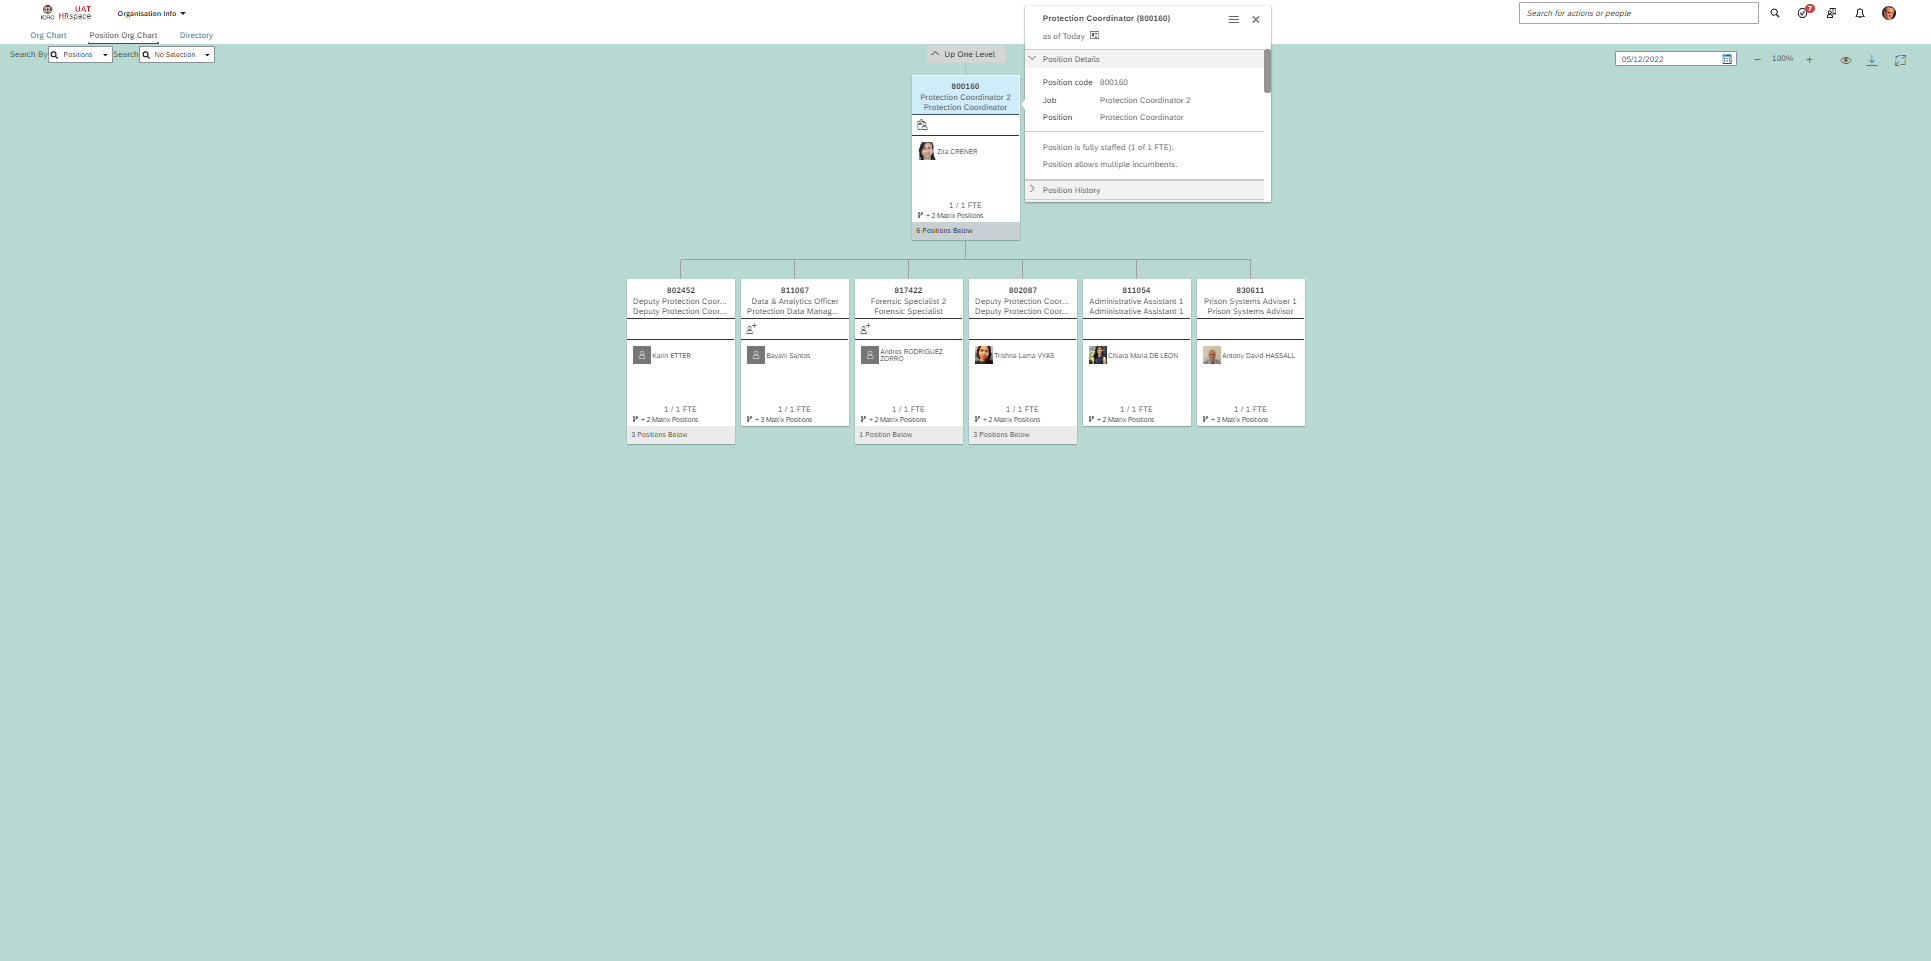 ICRC
UAT
HRspace
Organisation Info
Search for actions or people
7
Org Chart
Position Org Chart
Directory
Search By
Positions
Search
No Selection
Up One Level
05/12/2022
100%
Protection Coordinator (800160)
as of Today
Position Details
Position code 800160
Job Protection Coordinator 2
Position Protection Coordinator
Position is fully staffed (1 of 1 FTE).
Position allows multiple incumbents.
Position History
800160
Protection Coordinator 2
Protection Coordinator
Zita CRENER
1 / 1 FTE
+ 2 Matrix Positions
6 Positions Below
802452
Deputy Protection Coor...
Deputy Protection Coor...
Karin ETTER
1 / 1 FTE
+ 2 Matrix Positions
3 Positions Below
811067
Data & Analytics Officer
Protection Data Manag...
Bayani Santos
1 / 1 FTE
+ 3 Matrix Positions
817422
Forensic Specialist 2
Forensic Specialist
Andres RODRIGUEZ
ZORRO
1 / 1 FTE
+ 2 Matrix Positions
1 Position Below
802087
Deputy Protection Coor...
Deputy Protection Coor...
Trishna Lama VYAS
1 / 1 FTE
+ 2 Matrix Positions
3 Positions Below
811054
Administrative Assistant 1
Administrative Assistant 1
Chiara Maria DE LEON
1 / 1 FTE
+ 2 Matrix Positions
830611
Prison Systems Adviser 1
Prison Systems Advisor
Antony David HASSALL
1 / 1 FTE
+ 3 Matrix Positions